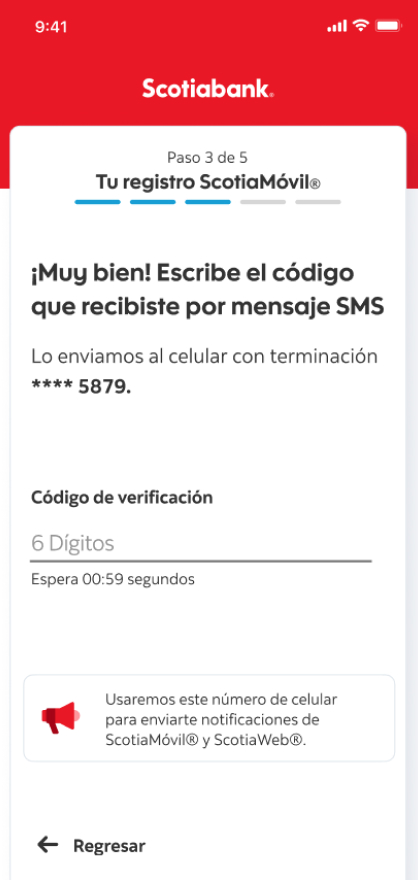 9:41
Scotiabank®
Paso 3 de 5
Tu registro ScotiaMóvil®
¡Muy bien! Escribe el código
que recibiste por mensaje SMS
Lo enviamos al celular con terminación
**** 5879.
Código de verificación
6 Dígitos
Espera 00:59 segundos
Usaremos este número de celular
para enviarte notificaciones de
ScotiaMóvil® y ScotiaWeb®.
Regresar